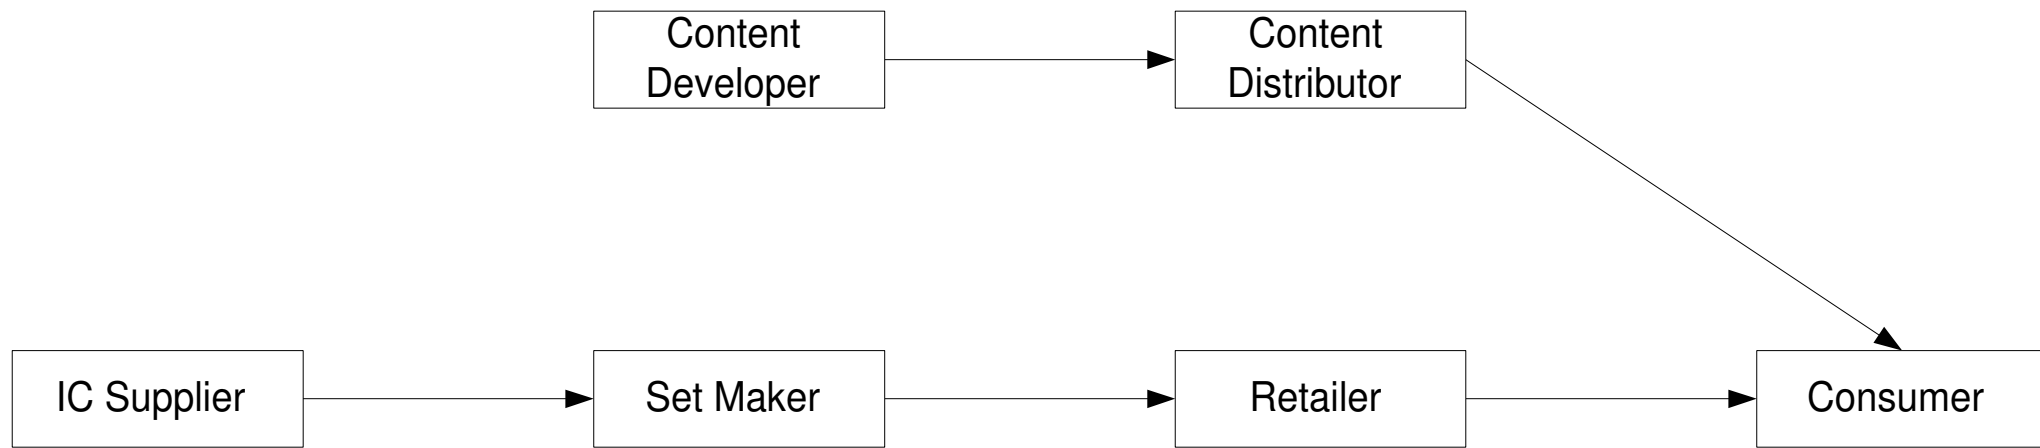 Content
Developer
Content
Distributor
IC Supplier
Set Maker
Retailer
Consumer